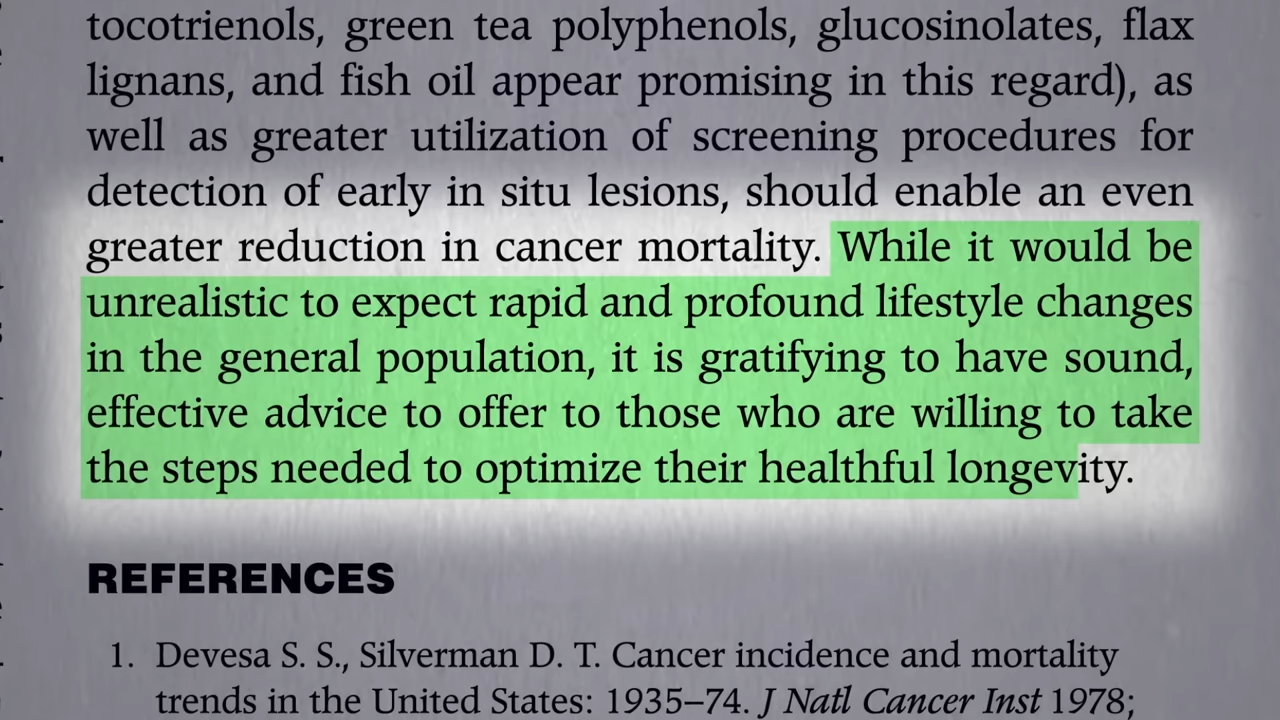 tocotrienols, green tea polyphenols, glucosinolates, flax
lignans, and fish oil appear promising in this regard), as
well as greater utilization of screening procedures for
detection of early in situ lesions, should enable an even
greater reduction in cancer mortality. While it would be
unrealistic to expect rapid and profound lifestyle changes
in the general population, it is gratifying to have sound,
effective advice to offer to those who are willing to take
the steps needed to optimize their healthful longevity.
REFERENCES
1. Devesa S. S., Silverman D. T. Cancer incidence and mortality
trends in the United States: 1935–74. J Natl Cancer Inst 1978;